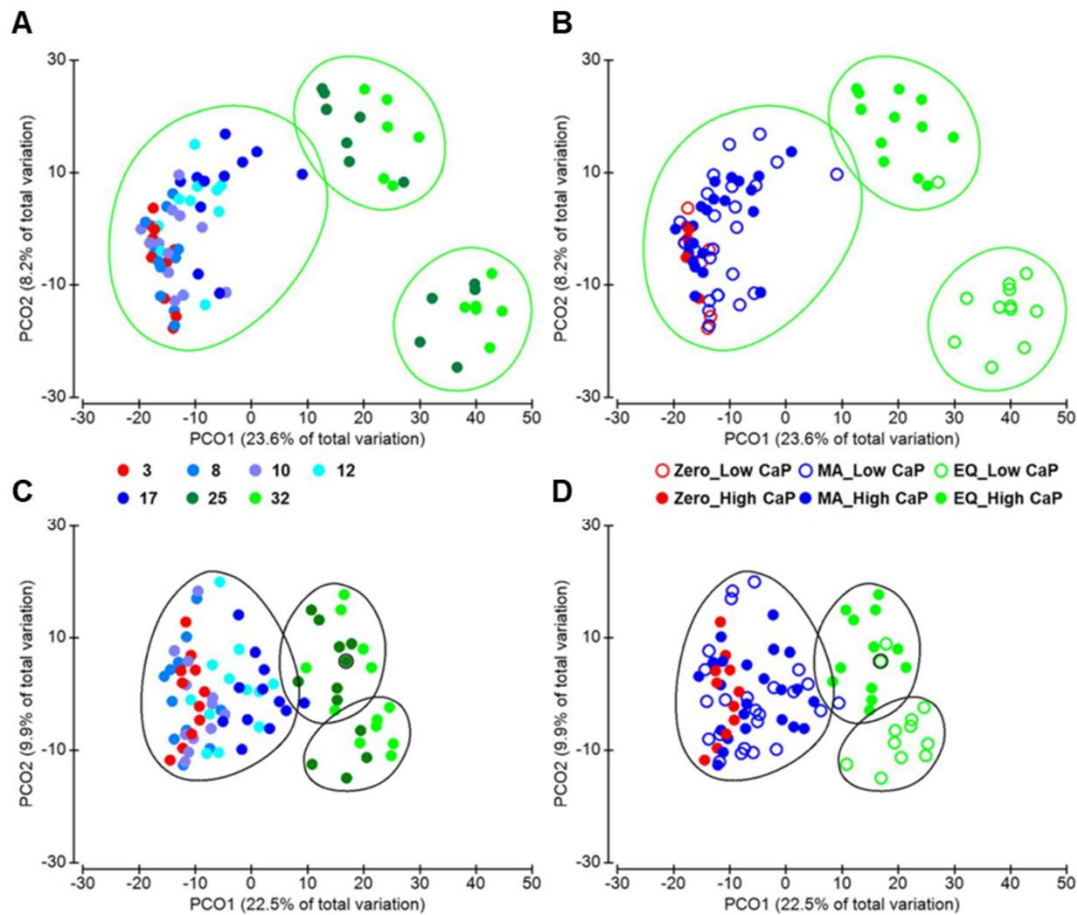 A
B
30
10
-10
-30
PCO2 (8.2% of total variation)
-30 -20 -10 0 10 20 30 40 50
PCO1 (23.6% of total variation)
30
10
-10
-30
PCO2 (8.2% of total variation)
-30 -20 -10 0 10 20 30 40 50
PCO1 (23.6% of total variation)
3 8 10 12
17 25 32
Zero_Low CaP MA_Low CaP EQ_Low CaP
Zero_High CaP MA_High CaP EQ_High CaP
C
D
30
10
-10
-30
PCO2 (9.9% of total variation)
-30 -20 -10 0 10 20 30 40 50
PCO1 (22.5% of total variation)
30
10
-10
-30
PCO2 (9.9% of total variation)
-30 -20 -10 0 10 20 30 40 50
PCO1 (22.5% of total variation)